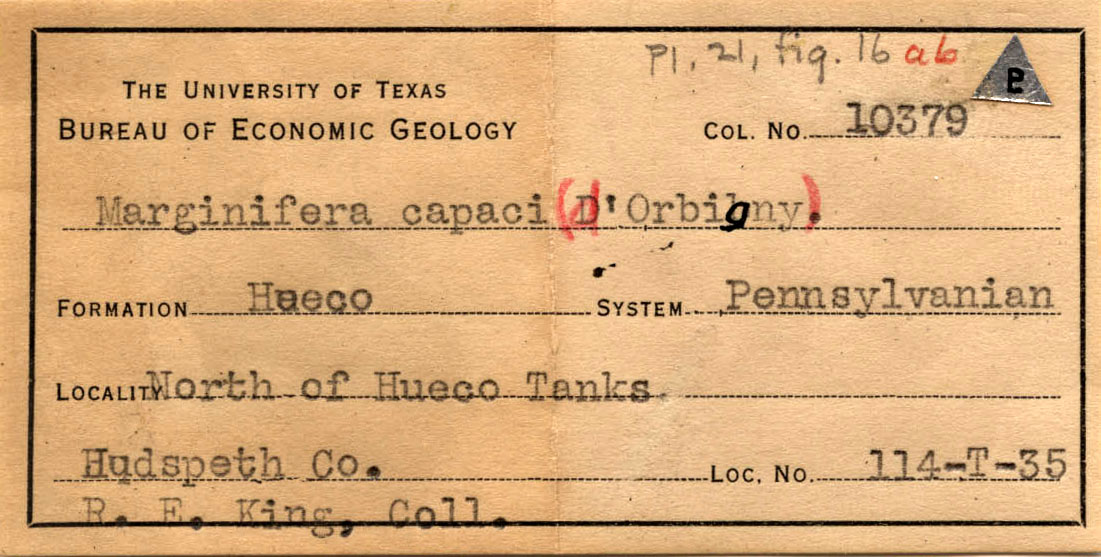 Pl. 21, fig. 16 ab
P
THE UNIVERSITY OF TEXAS
BUREAU OF ECONOMIC GEOLOGY
COL. No. 10379
Marginifera capaci (d'Orbigny)
FORMATION Hueco SYSTEM Pennsylvanian
LOCALITY North of Hueco Tanks.
Hudspeth Co. LOC. No. 114-T-35
R. E. King, Coll.